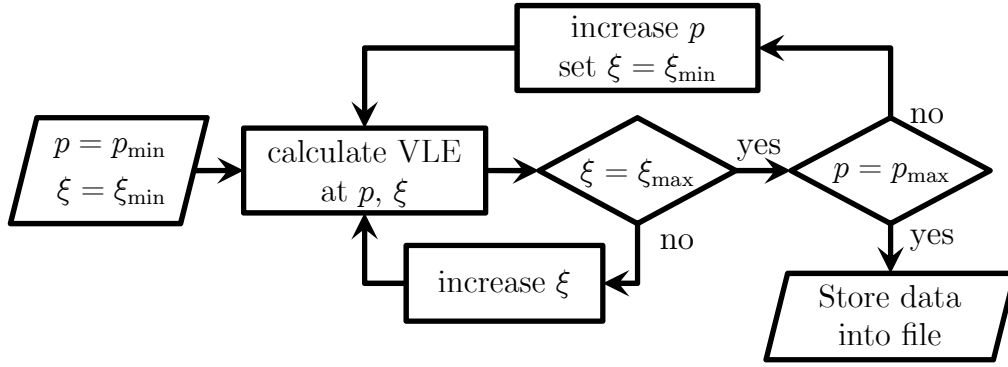 increase p
set ξ = ξmin
no
p = pmin
ξ = ξmin
calculate VLE
at p, ξ
ξ = ξmax
yes
p = pmax
no
yes
increase ξ
Store data
into file